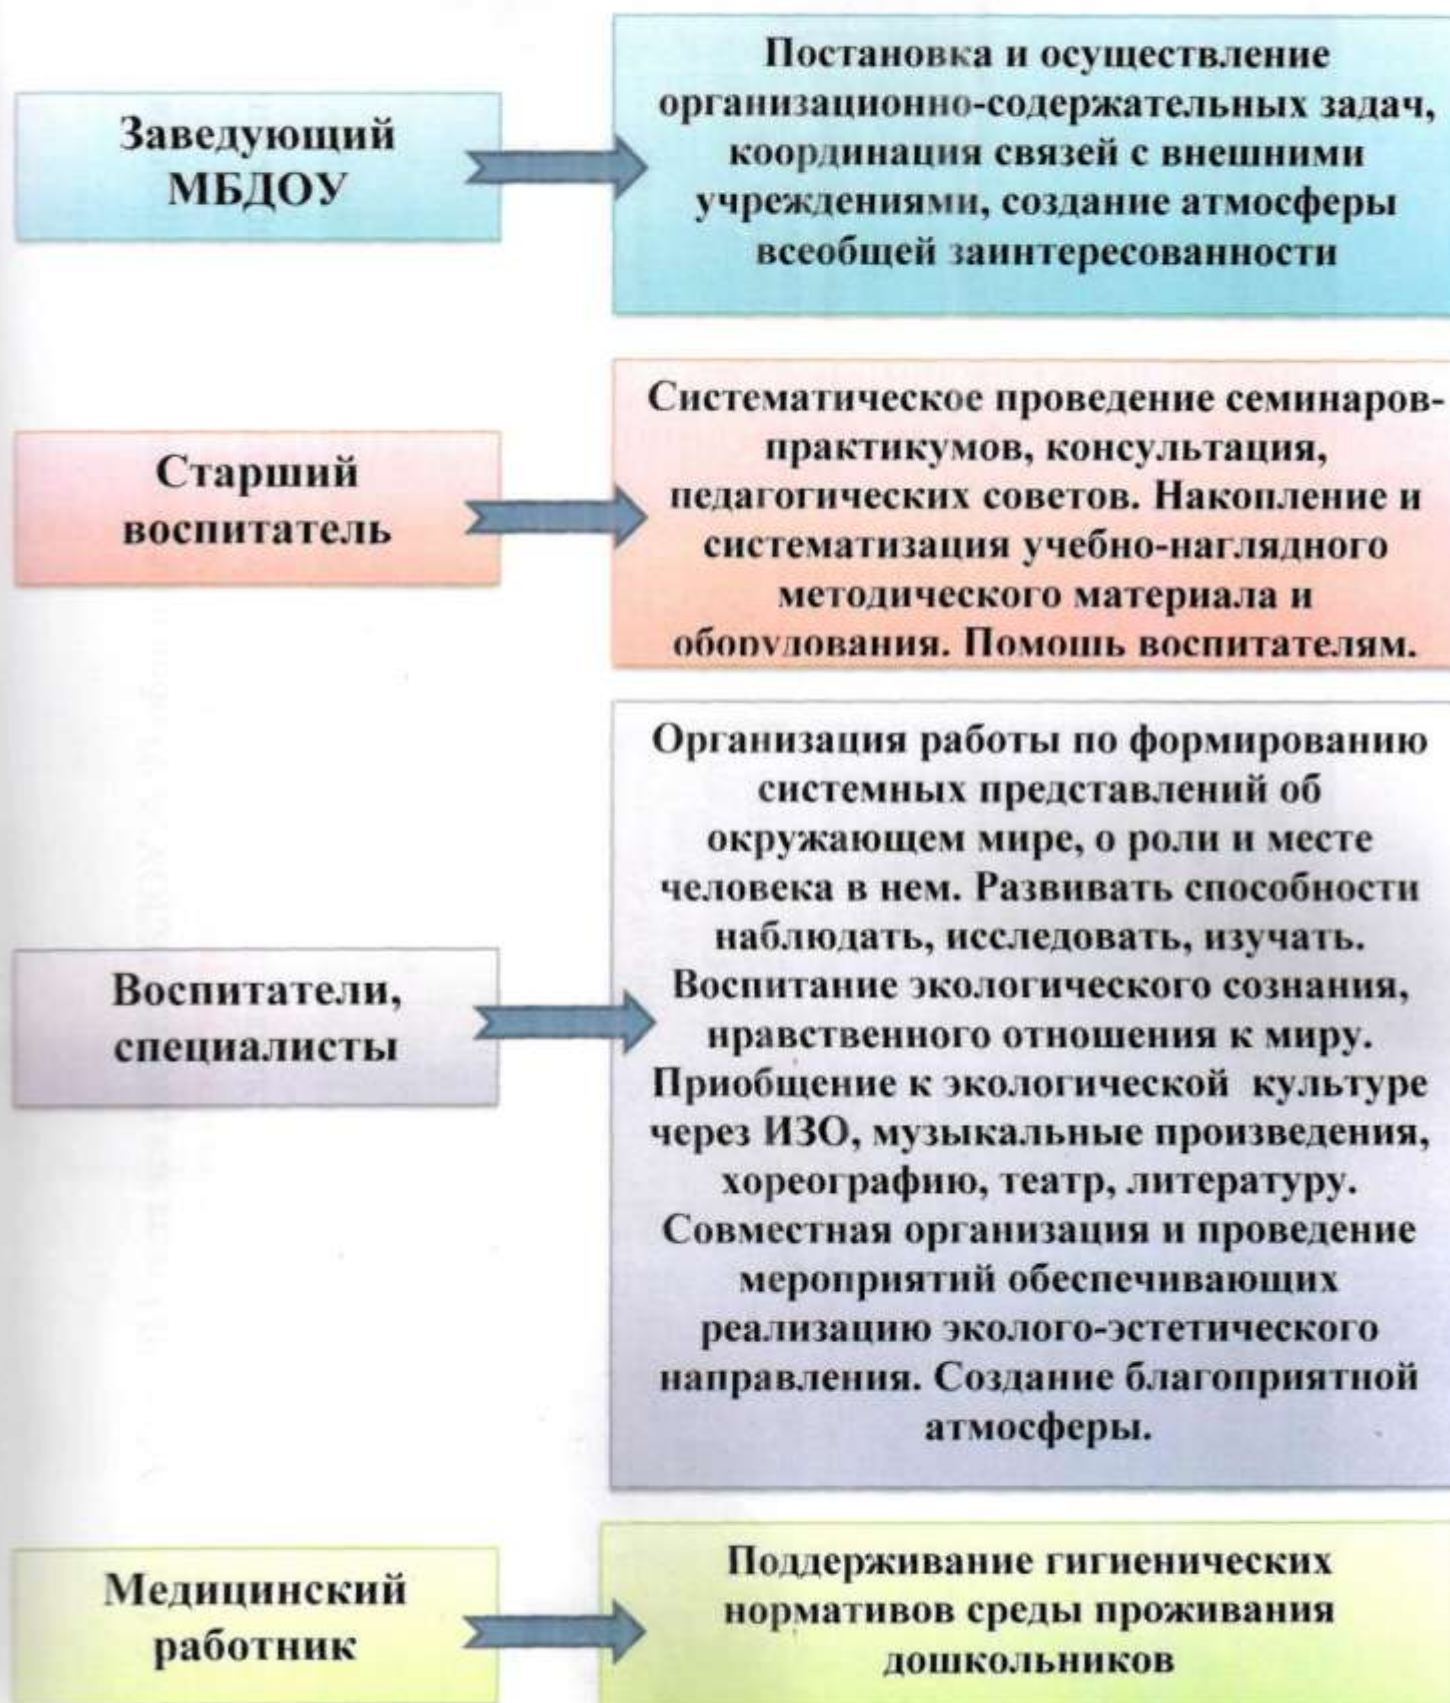 Заведующий
МБДОУ
Постановка и осуществление
организационно-содержательных задач,
координация связей с внешними
учреждениями, создание атмосферы
всеобщей заинтересованности
Старший
воспитатель
Систематическое проведение семинаров-
практикумов, консультация,
педагогических советов. Накопление и
систематизация учебно-наглядного
методического материала и
оборудования. Помощь воспитателям.
Воспитатели,
специалисты
Организация работы по формированию
системных представлений об
окружающем мире, о роли и месте
человека в нем. Развивать способности
наблюдать, исследовать, изучать.
Воспитание экологического сознания,
нравственного отношения к миру.
Приобщение к экологической культуре
через ИЗО, музыкальные произведения,
хореографию, театр, литературу.
Совместная организация и проведение
мероприятий обеспечивающих
реализацию эколого-эстетического
направления. Создание благоприятной
атмосферы.
Медицинский
работник
Поддерживание гигиенических
нормативов среды проживания
дошкольников